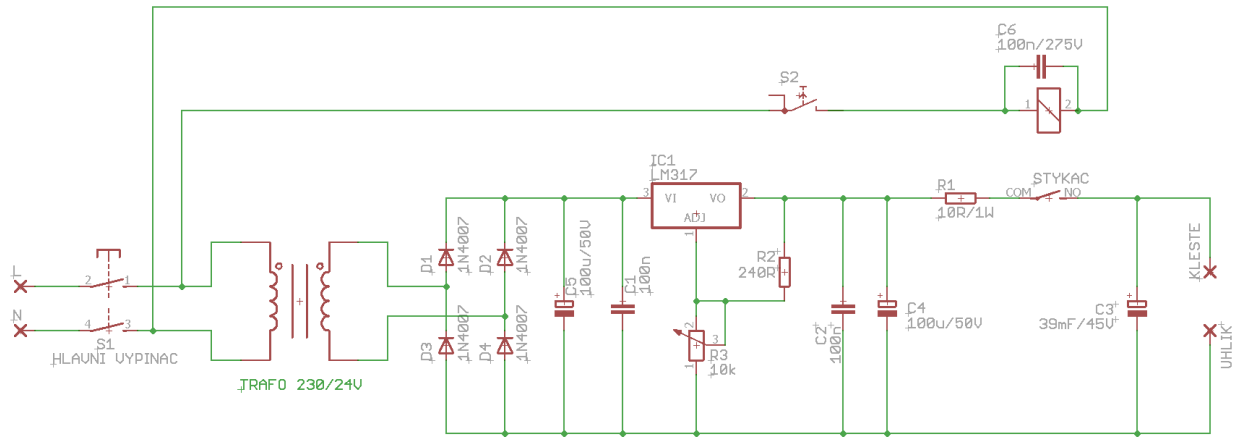 C6
100n/275V
S2
1 2
IC1
LM317
3 VI VO 2
ADJ
1
STYKAC
COM NO
R1
10R/1W
D1
1N4007
D2
1N4007
C5
100u/50V
C1
100n
R2
240R
KLESTE
L
2 1
N
4 3
S1
HLAVNI VYPINAC
TRAFO 230/24V
D3
1N4007
D4
1N4007
2
3
1
R3
10k
C2
100n
C4
100u/50V
C3
39mF/45V
UHLIK